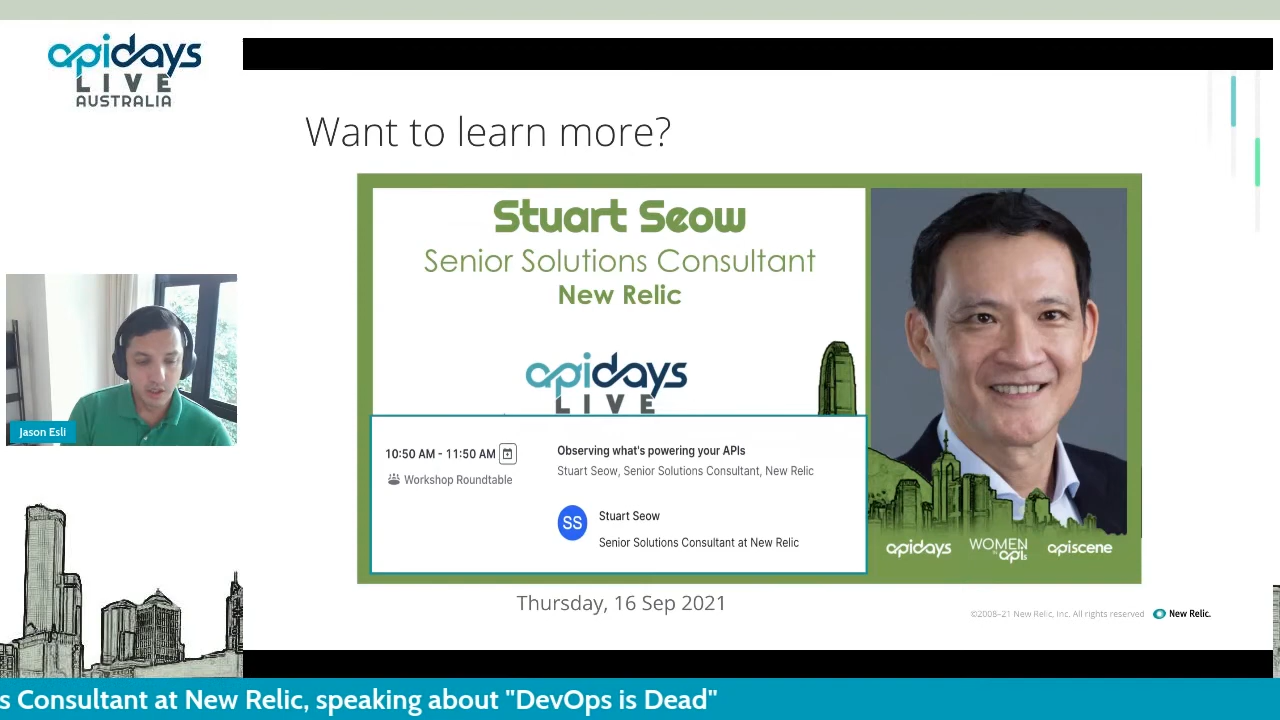 apidays
LIVE
AUSTRALIA
Want to learn more?
Stuart Seow
Senior Solutions Consultant
New Relic
apidays
LIVE
10:50 AM - 11:50 AM
Workshop Roundtable
Observing what's powering your APIs
Stuart Seow, Senior Solutions Consultant, New Relic
SS
Stuart Seow
Senior Solutions Consultant at New Relic
apidays
WOMEN
in apis
apiscene
Thursday, 16 Sep 2021
©2008–21 New Relic, Inc. All rights reserved
New Relic.
Jason Esli
s Consultant at New Relic, speaking about "DevOps is Dead"